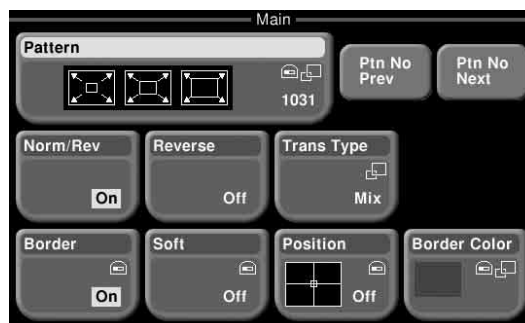 Main
Pattern
1031
Ptn No
Prev
Ptn No
Next
Norm/Rev
On
Reverse
Off
Trans Type
Mix
Border
On
Soft
Off
Position
Off
Border Color